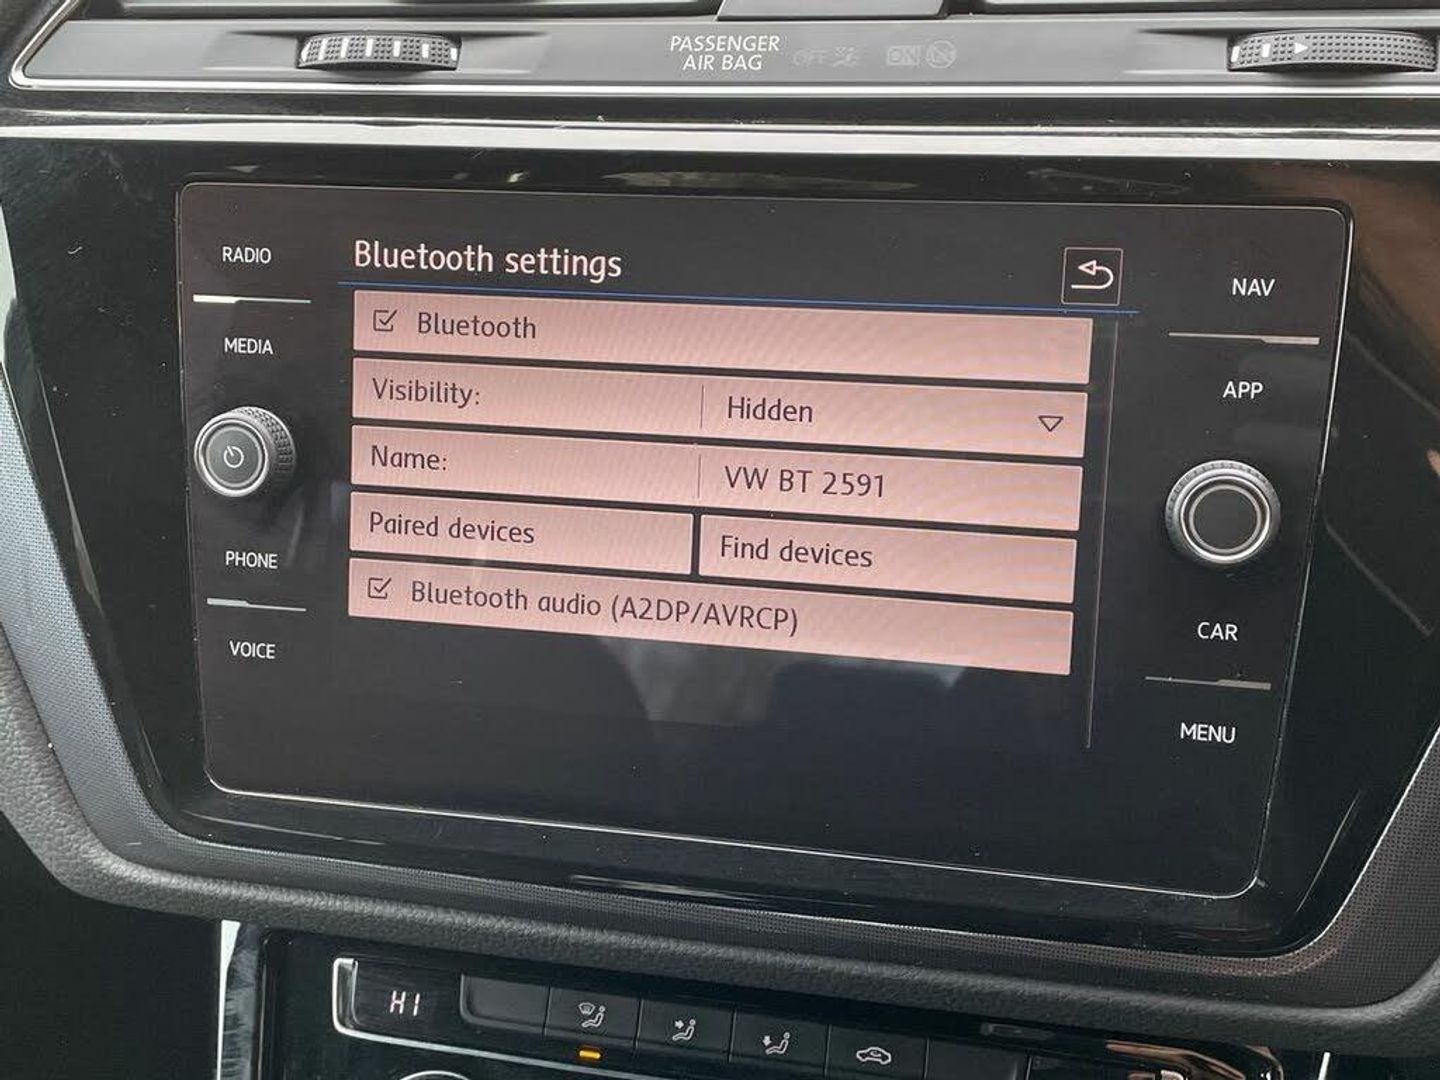 PASSENGER
AIR BAG
OFF
ON
RADIO
MEDIA
PHONE
VOICE
Bluetooth settings
Bluetooth
Visibility: Hidden
Name: VW BT 2591
Paired devices Find devices
Bluetooth audio (A2DP/AVRCP)
NAV
APP
CAR
MENU
HI